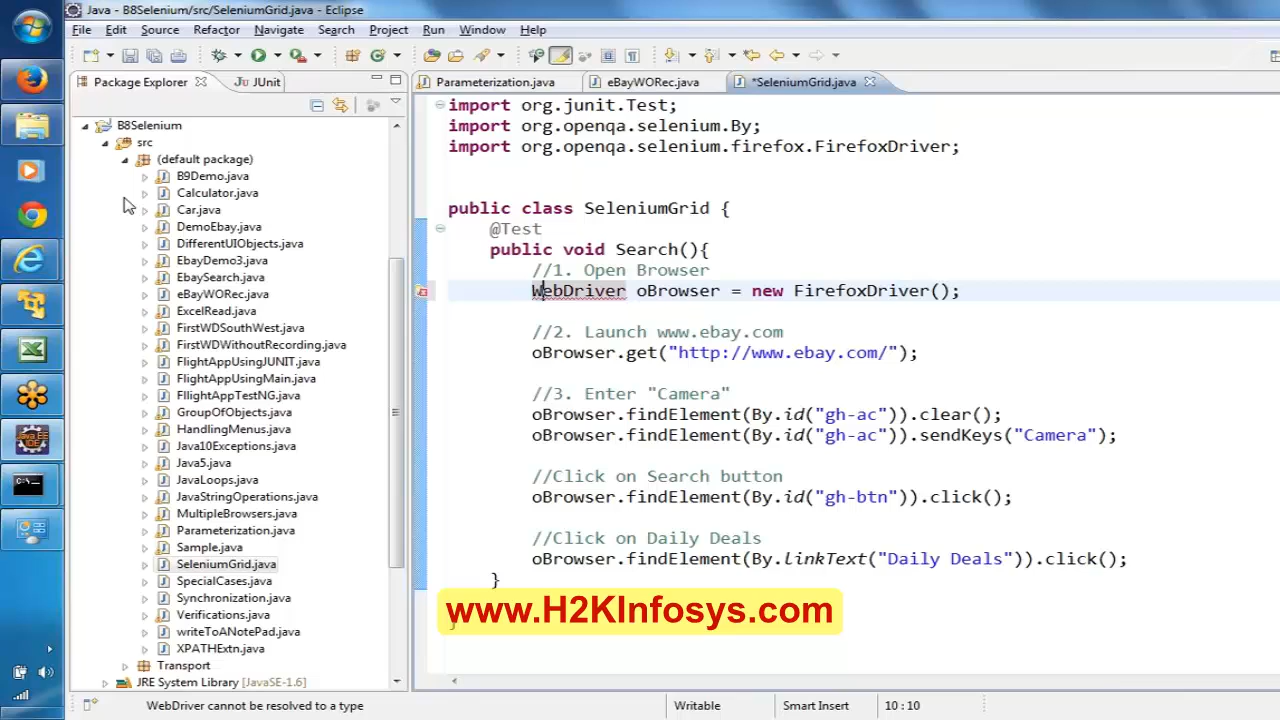 Java - B8Selenium/src/SeleniumGrid.java - Eclipse
File Edit Source Refactor Navigate Search Project Run Window Help
Package Explorer JUnit
Parameterization.java eBayWORec.java *SeleniumGrid.java
B8Selenium
src
(default package)
B9Demo.java
Calculator.java
Car.java
DemoEbay.java
DifferentUIObjects.java
EbayDemo3.java
EbaySearch.java
eBayWORec.java
ExcelRead.java
FirstWDSouthWest.java
FirstWDWithoutRecording.java
FlightAppUsingJUNIT.java
FlightAppUsingMain.java
FllightAppTestNG.java
GroupOfObjects.java
HandlingMenus.java
Java10Exceptions.java
Java5.java
JavaLoops.java
JavaStringOperations.java
MultipleBrowsers.java
Parameterization.java
Sample.java
SeleniumGrid.java
SpecialCases.java
Synchronization.java
Verifications.java
writeToANotePad.java
XPATHExtn.java
Transport
JRE System Library [JavaSE-1.6]
import org.junit.Test;
import org.openqa.selenium.By;
import org.openqa.selenium.firefox.FirefoxDriver;
public class SeleniumGrid {
@Test
public void Search(){
//1. Open Browser
WebDriver oBrowser = new FirefoxDriver();
//2. Launch www.ebay.com
oBrowser.get("http://www.ebay.com/");
//3. Enter "Camera"
oBrowser.findElement(By.id("gh-ac")).clear();
oBrowser.findElement(By.id("gh-ac")).sendKeys("Camera");
//Click on Search button
oBrowser.findElement(By.id("gh-btn")).click();
//Click on Daily Deals
oBrowser.findElement(By.linkText("Daily Deals")).click();
}
www.H2KInfosys.com
}
WebDriver cannot be resolved to a type Writable Smart Insert 10 : 10